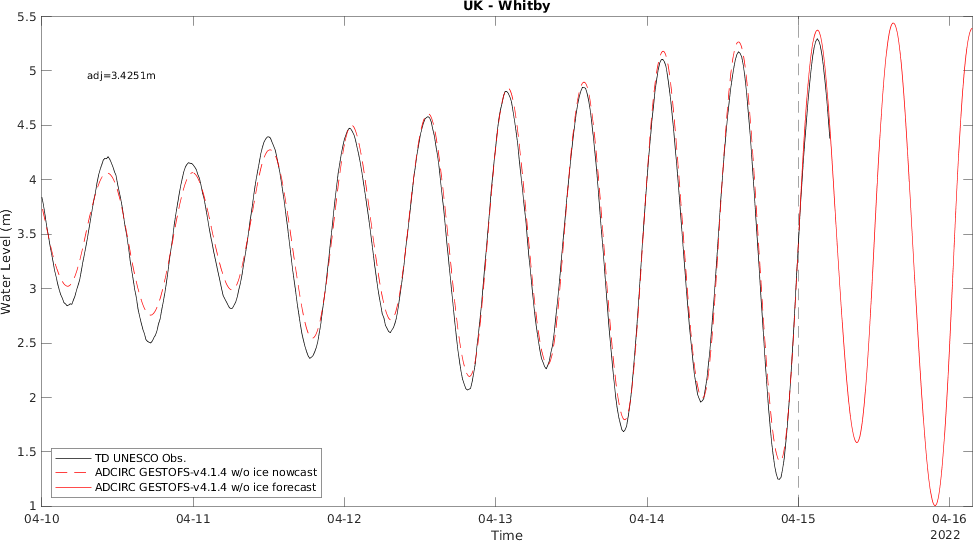 UK - Whitby
5.5
5
4.5
4
3.5
3
2.5
2
1.5
1
Water Level (m)
adj=3.4251m
TD UNESCO Obs.
ADCIRC GESTOFS-v4.1.4 w/o ice nowcast
ADCIRC GESTOFS-v4.1.4 w/o ice forecast
04-10 04-11 04-12 04-13 04-14 04-15 04-16
Time
2022